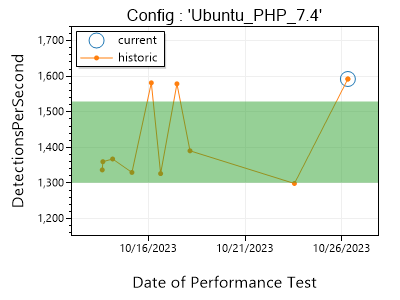 Config : 'Ubuntu_PHP_7.4'
current
historic
1,700
1,600
1,500
1,400
1,300
1,200
DetectionsPerSecond
10/16/2023 10/21/2023 10/26/2023
Date of Performance Test